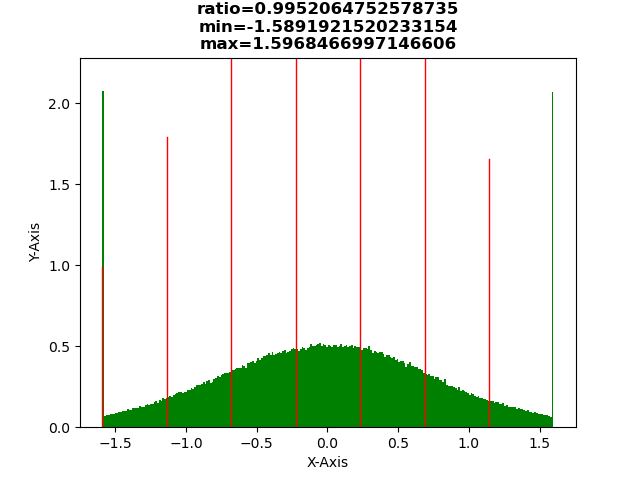 ratio=0.9952064752578735
min=-1.5891921520233154
max=1.5968466997146606
2.0
1.5
1.0
0.5
0.0
Y-Axis
−1.5 −1.0 −0.5 0.0 0.5 1.0 1.5
X-Axis